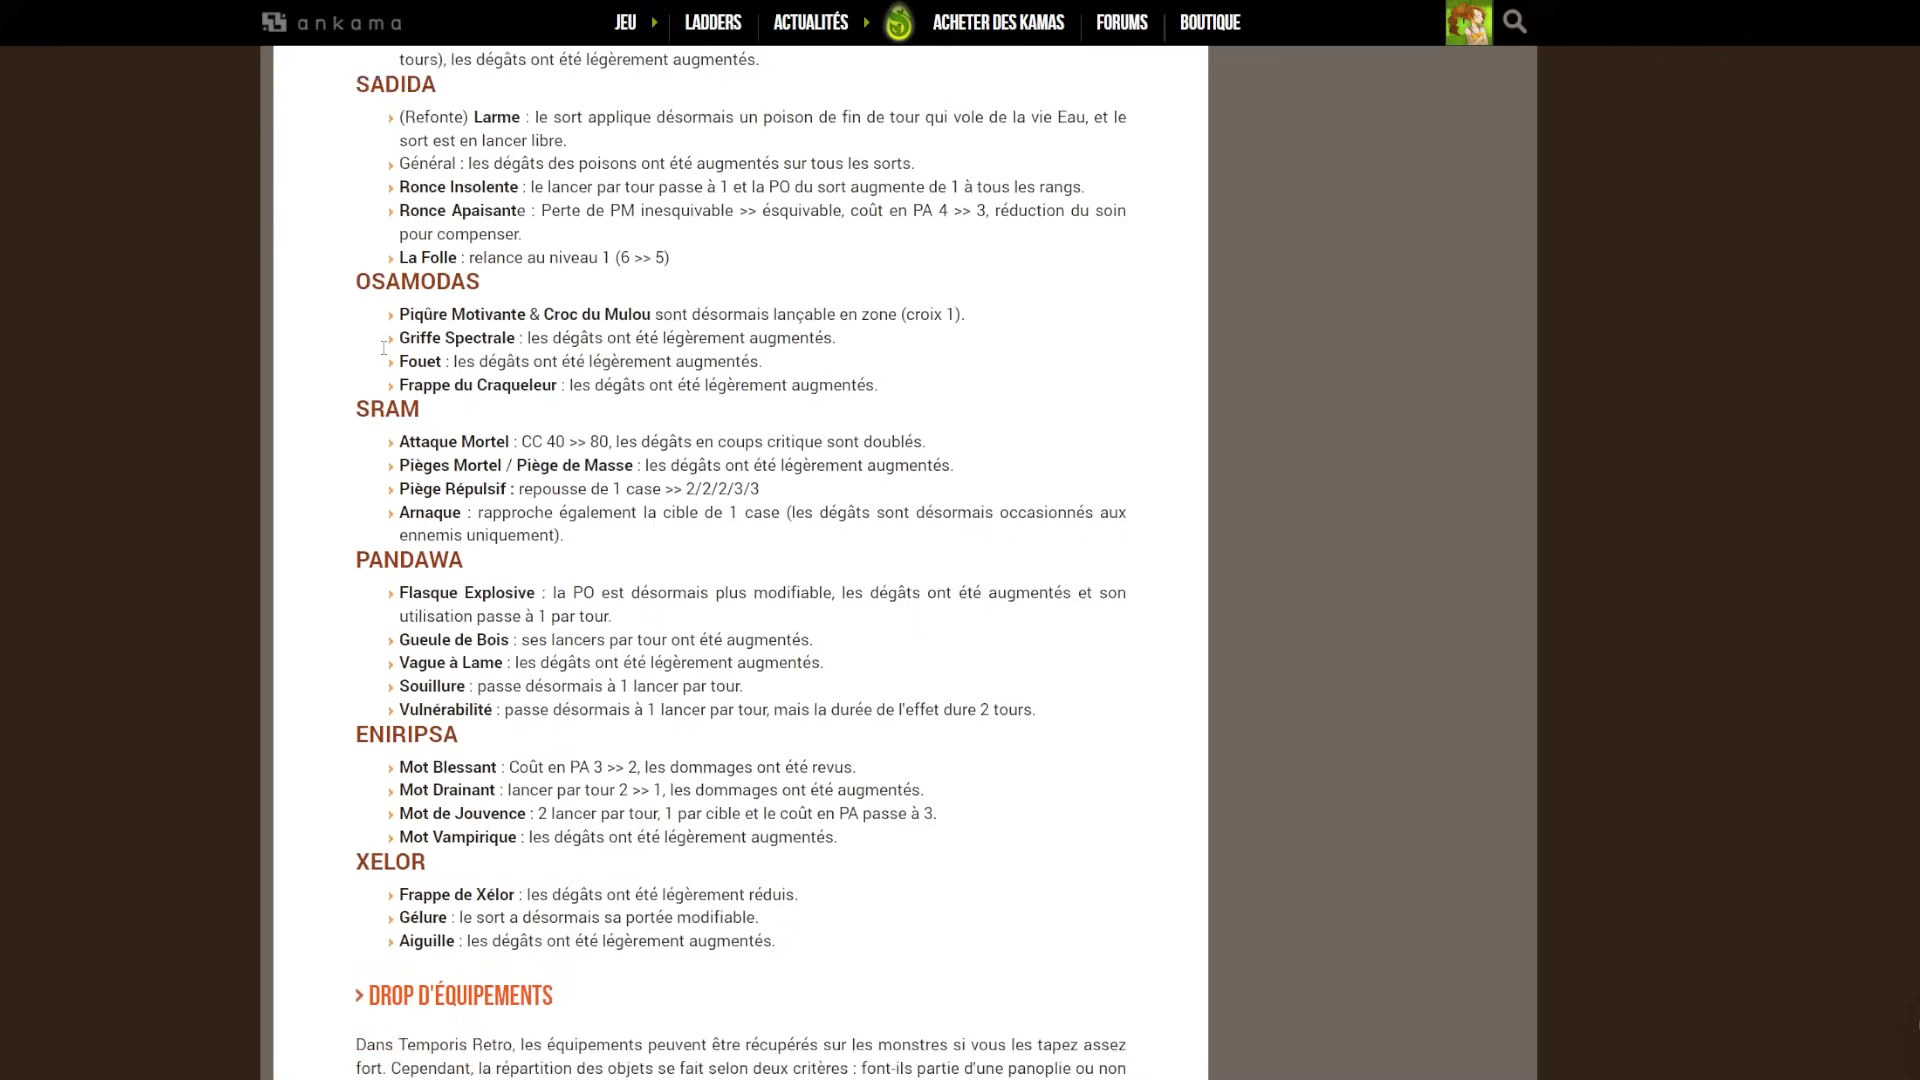 ankama
JEU
LADDERS
ACTUALITÉS
ACHETER DES KAMAS
FORUMS
BOUTIQUE
tours), les dégâts ont été légèrement augmentés.
SADIDA
(Refonte) Larme : le sort applique désormais un poison de fin de tour qui vole de la vie Eau, et le
sort est en lancer libre.
Général : les dégâts des poisons ont été augmentés sur tous les sorts.
Ronce Insolente : le lancer par tour passe à 1 et la PO du sort augmente de 1 à tous les rangs.
Ronce Apaisante : Perte de PM inesquivable >> ésquivable, coût en PA 4 >> 3, réduction du soin
pour compenser.
La Folle : relance au niveau 1 (6 >> 5)
OSAMODAS
Piqûre Motivante & Croc du Mulou sont désormais lançable en zone (croix 1).
Griffe Spectrale : les dégâts ont été légèrement augmentés.
Fouet : les dégâts ont été légèrement augmentés.
Frappe du Craqueleur : les dégâts ont été légèrement augmentés.
SRAM
Attaque Mortel : CC 40 >> 80, les dégâts en coups critique sont doublés.
Pièges Mortel / Piège de Masse : les dégâts ont été légèrement augmentés.
Piège Répulsif : repousse de 1 case >> 2/2/2/3/3
Arnaque : rapproche également la cible de 1 case (les dégâts sont désormais occasionnés aux
ennemis uniquement).
PANDAWA
Flasque Explosive : la PO est désormais plus modifiable, les dégâts ont été augmentés et son
utilisation passe à 1 par tour.
Gueule de Bois : ses lancers par tour ont été augmentés.
Vague à Lame : les dégâts ont été légèrement augmentés.
Souillure : passe désormais à 1 lancer par tour.
Vulnérabilité : passe désormais à 1 lancer par tour, mais la durée de l'effet dure 2 tours.
ENIRIPSA
Mot Blessant : Coût en PA 3 >> 2, les dommages ont été revus.
Mot Drainant : lancer par tour 2 >> 1, les dommages ont été augmentés.
Mot de Jouvence : 2 lancer par tour, 1 par cible et le coût en PA passe à 3.
Mot Vampirique : les dégâts ont été légèrement augmentés.
XELOR
Frappe de Xélor : les dégâts ont été légèrement réduis.
Gélure : le sort a désormais sa portée modifiable.
Aiguille : les dégâts ont été légèrement augmentés.
> DROP D'ÉQUIPEMENTS
Dans Temporis Retro, les équipements peuvent être récupérés sur les monstres si vous les tapez assez
fort. Cependant, la répartition des objets se fait selon deux critères : font-ils partie d'une panoplie ou non